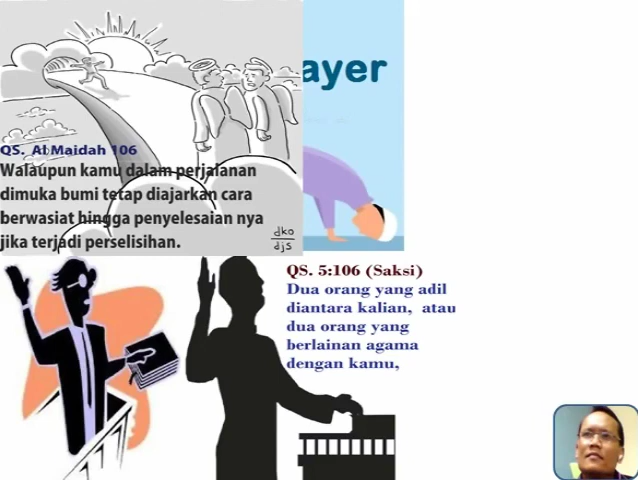 ayer
QS. Al Maidah 106
Walaupun kamu dalam perjalanan
dimuka bumi tetap diajarkan cara
berwasiat hingga penyelesaian nya
jika terjadi perselisihan.
dko
djs
QS. 5:106 (Saksi)
Dua orang yang adil
diantara kalian, atau
dua orang yang
berlainan agama
dengan kamu,